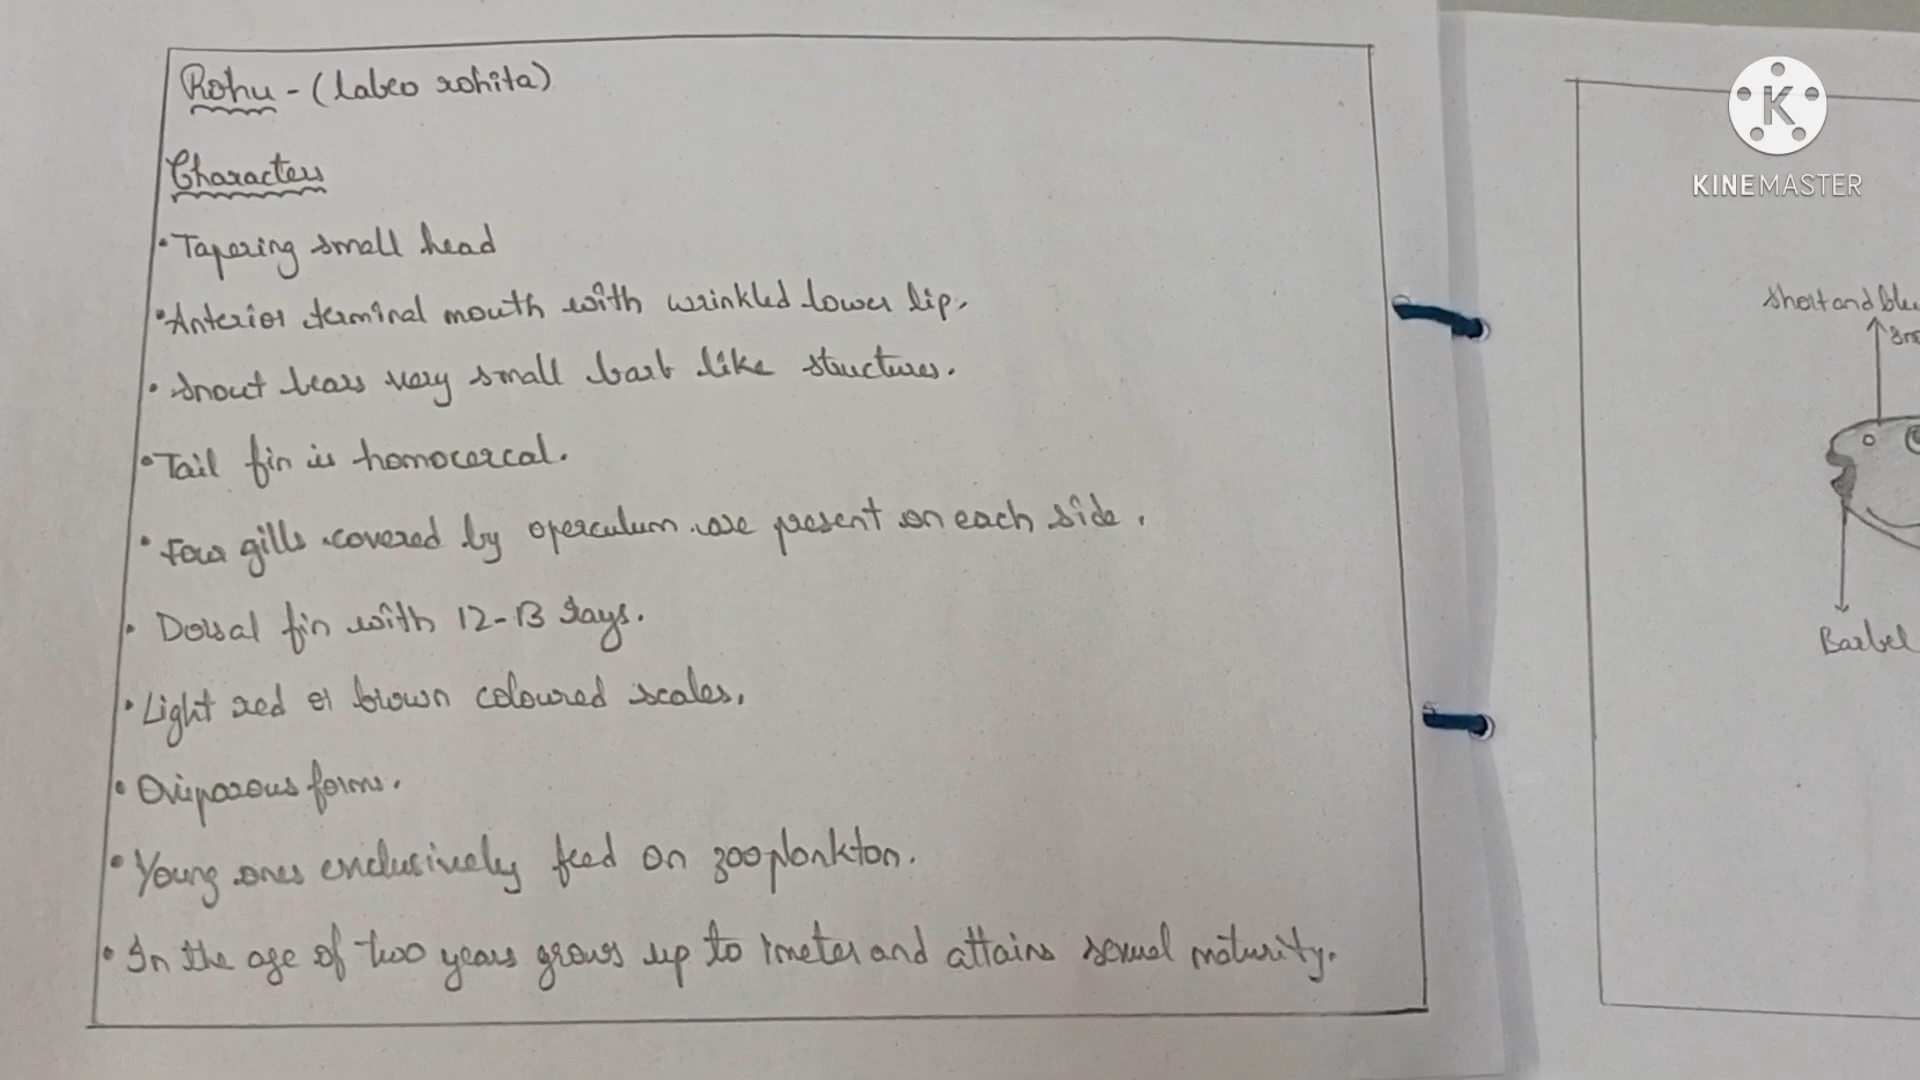 Rohu - (labeo rohita)
Characters
• Tapering small head
• Anterior terminal mouth with wrinkled lower lip.
• Snout bears very small barb like structures.
• Tail fin is homocercal.
• Four gills covered by operculum are present on each side.
• Dorsal fin with 12-13 rays.
• Light red or brown coloured scales.
• Oviparous forms.
• Young ones exclusively feed on zooplankton.
• In the age of two years grows up to 1meter and attains sexual maturity.
K
KINEMASTER
Short and blu
sno
Barbel